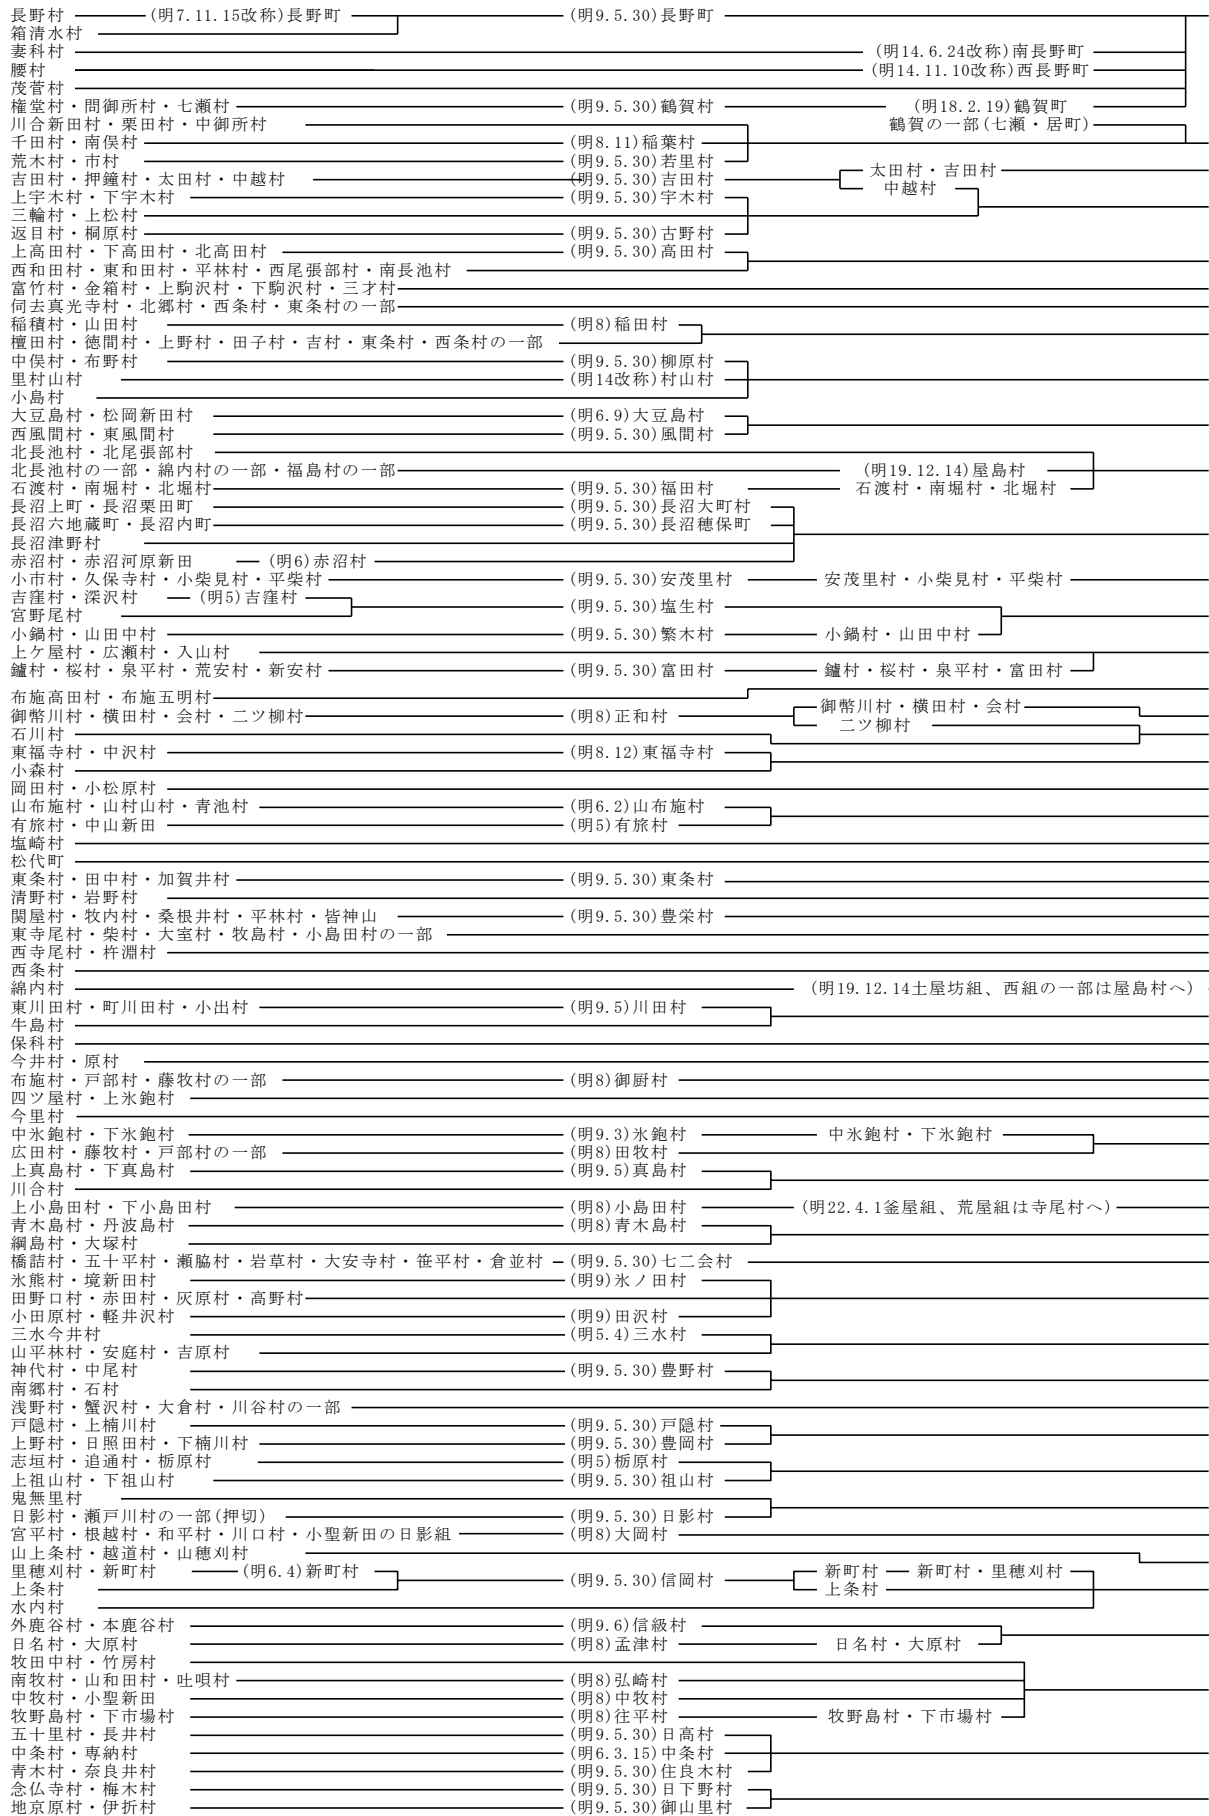 長野村 (明7.11.15改称)長野町 (明9.5.30)長野町
箱清水村
妻科村 (明14.6.24改称)南長野町
腰村 (明14.11.10改称)西長野町
茂菅村
権堂村・問御所村・七瀬村 (明9.5.30)鶴賀村 (明18.2.19)鶴賀町
川合新田村・栗田村・中御所村 鶴賀の一部(七瀬・居町)
千田村・南俣村 (明8.11)稲葉村
荒木村・市村 (明9.5.30)若里村
吉田村・押鐘村・太田村・中越村 (明9.5.30)吉田村 太田村・吉田村
中越村
上宇木村・下宇木村 (明9.5.30)宇木村
三輪村・上松村
返目村・桐原村 (明9.5.30)古野村
上高田村・下高田村・北高田村 (明9.5.30)高田村
西和田村・東和田村・平林村・西尾張部村・南長池村
富竹村・金箱村・上駒沢村・下駒沢村・三才村
伺去真光寺村・北郷村・西条村・東条村の一部
稲積村・山田村 (明8)稲田村
檀田村・徳間村・上野村・田子村・吉村・東条村・西条村の一部
中俣村・布野村 (明9.5.30)柳原村
里村山村 (明14改称)村山村
小島村
大豆島村・松岡新田村 (明6.9)大豆島村
西風間村・東風間村 (明9.5.30)風間村
北長池村・北尾張部村
北長池村の一部・綿内村の一部・福島村の一部 (明19.12.14)屋島村
石渡村・南堀村・北堀村 (明9.5.30)福田村 石渡村・南堀村・北堀村
長沼上町・長沼栗田町 (明9.5.30)長沼大町村
長沼六地蔵町・長沼内町 (明9.5.30)長沼穂保町
長沼津野村
赤沼村・赤沼河原新田 (明6)赤沼村
小市村・久保寺村・小柴見村・平柴村 (明9.5.30)安茂里村 安茂里村・小柴見村・平柴村
吉窪村・深沢村 (明5)吉窪村 (明9.5.30)塩生村
宮野尾村
小鍋村・山田中村 (明9.5.30)繁木村 小鍋村・山田中村
上ケ屋村・広瀬村・入山村
鑪村・桜村・泉平村・荒安村・新安村 (明9.5.30)富田村 鑪村・桜村・泉平村・富田村
布施高田村・布施五明村
御幣川村・横田村・会村・二ツ柳村 (明8)正和村 御幣川村・横田村・会村
二ツ柳村
石川村
東福寺村・中沢村 (明8.12)東福寺村
小森村
岡田村・小松原村
山布施村・山村山村・青池村 (明6.2)山布施村
有旅村・中山新田 (明5)有旅村
塩崎村
松代町
東条村・田中村・加賀井村 (明9.5.30)東条村
清野村・岩野村
関屋村・牧内村・桑根井村・平林村・皆神山 (明9.5.30)豊栄村
東寺尾村・柴村・大室村・牧島村・小島田村の一部
西寺尾村・杵淵村
西条村
綿内村 (明19.12.14土屋坊組、西組の一部は屋島村へ)
東川田村・町川田村・小出村 (明9.5)川田村
牛島村
保科村
今井村・原村
布施村・戸部村・藤牧村の一部 (明8)御厨村
四ツ屋村・上氷鉋村
今里村
中氷鉋村・下氷鉋村 (明9.3)氷鉋村 中氷鉋村・下氷鉋村
広田村・藤牧村・戸部村の一部 (明8)田牧村
上真島村・下真島村 (明9.5)真島村
川合村
上小島田村・下小島田村 (明8)小島田村 (明22.4.1釜屋組、荒屋組は寺尾村へ)
青木島村・丹波島村 (明8)青木島村
綱島村・大塚村
橋詰村・五十平村・瀬脇村・岩草村・大安寺村・笹平村・倉並村 (明9.5.30)七二会村
氷熊村・境新田村 (明9)氷ノ田村
田野口村・赤田村・灰原村・高野村
小田原村・軽井沢村 (明9)田沢村
三水今井村 (明5.4)三水村
山平林村・安庭村・吉原村
神代村・中尾村 (明9.5.30)豊野村
南郷村・石村
浅野村・蟹沢村・大倉村・川谷村の一部
戸隠村・上楠川村 (明9.5.30)戸隠村
上野村・日照田村・下楠川村 (明9.5.30)豊岡村
志垣村・追通村・栃原村 (明5)栃原村
上祖山村・下祖山村 (明9.5.30)祖山村
鬼無里村
日影村・瀬戸川村の一部(押切) (明9.5.30)日影村
宮平村・根越村・和平村・川口村・小聖新田の日影組 (明8)大岡村
山上条村・越道村・山穂刈村
里穂刈村・新町村 (明6.4)新町村 (明9.5.30)信岡村 新町村 新町村・里穂刈村
上条村 上条村
水内村
外鹿谷村・本鹿谷村 (明9.6)信級村
日名村・大原村 (明8)孟津村 日名村・大原村
牧田中村・竹房村
南牧村・山和田村・吐唄村 (明8)弘崎村
中牧村・小聖新田 (明8)中牧村
牧野島村・下市場村 (明8)往平村 牧野島村・下市場村
五十里村・長井村 (明9.5.30)日高村
中条村・専納村 (明6.3.15)中条村
青木村・奈良井村 (明9.5.30)住良木村
念仏寺村・梅木村 (明9.5.30)日下野村
地京原村・伊折村 (明9.5.30)御山里村